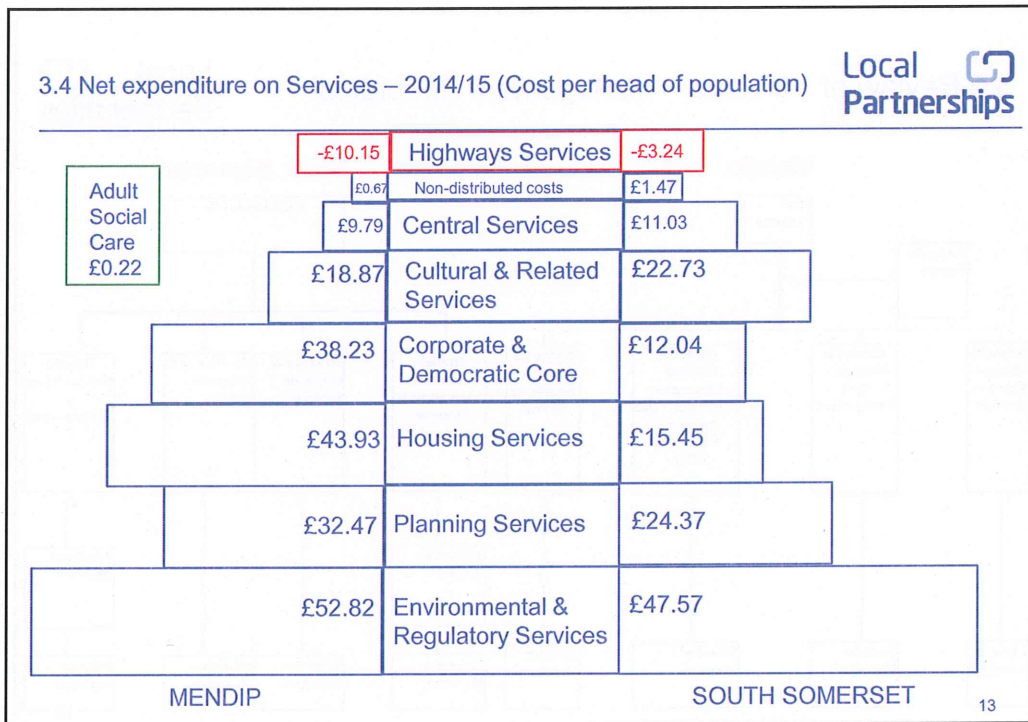 3.4 Net expenditure on Services – 2014/15 (Cost per head of population)
Local
Partnerships
-£10.15 Highways Services -£3.24
£0.67 Non-distributed costs £1.47
Adult
Social
Care
£0.22
£9.79 Central Services £11.03
£18.87 Cultural & Related £22.73
Services
£38.23 Corporate & £12.04
Democratic Core
£43.93 Housing Services £15.45
£32.47 Planning Services £24.37
£52.82 Environmental & £47.57
Regulatory Services
MENDIP SOUTH SOMERSET
13